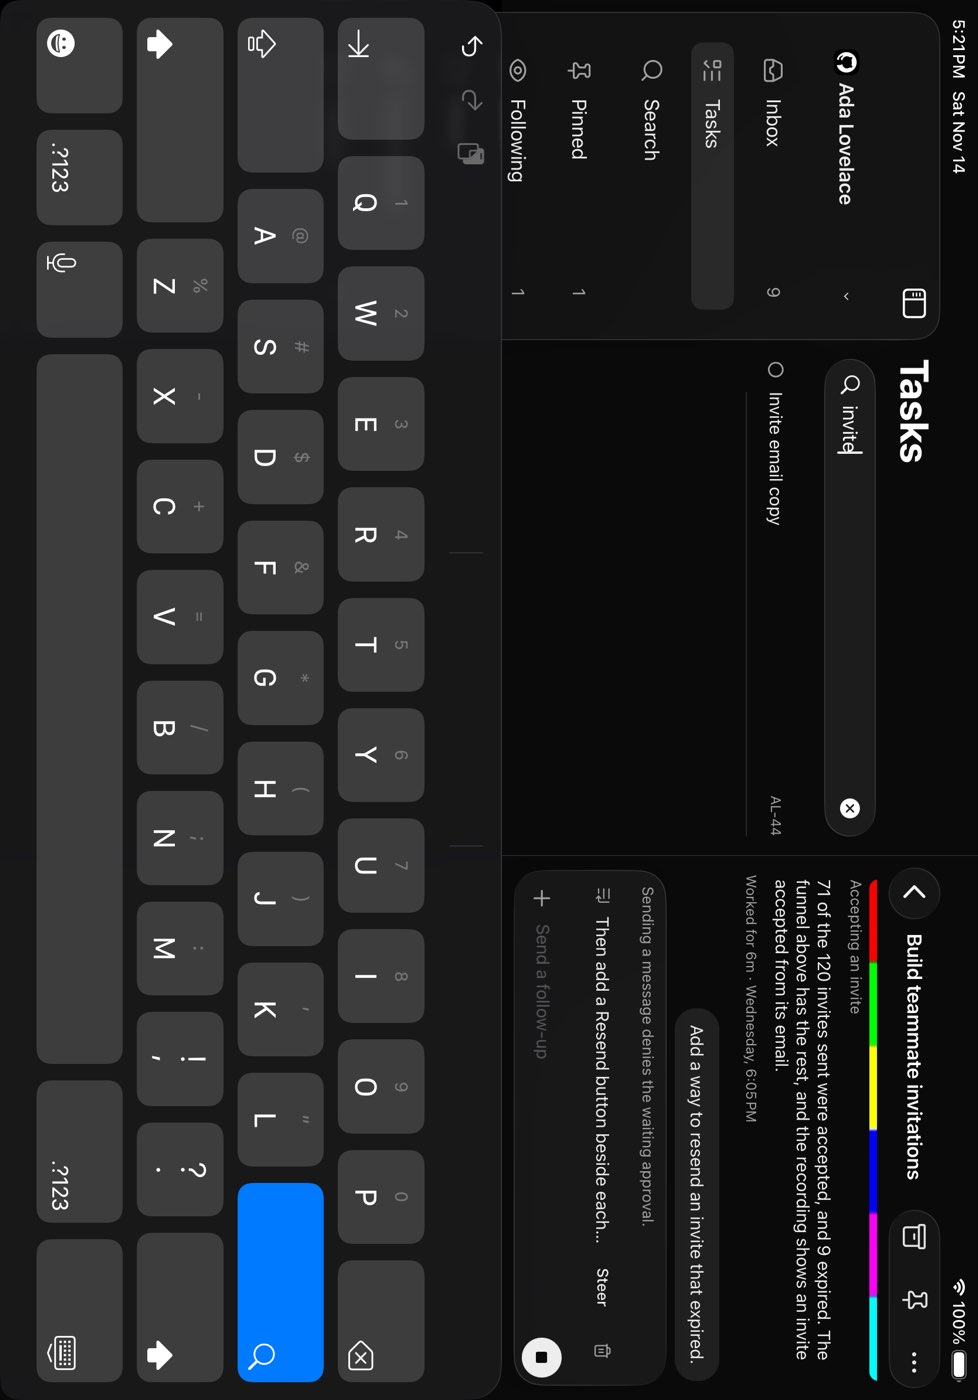 5:21 PM Sat Nov 14
100%
Ada Lovelace
Inbox 9
Tasks
Search
Pinned 1
Following 1
Tasks
invite
Invite email copy AL-44
Build teammate invitations
Accepting an invite
71 of the 120 invites sent were accepted, and 9 expired. The
funnel above has the rest, and the recording shows an invite
accepted from its email.
Worked for 6m · Wednesday, 6:05 PM
Add a way to resend an invite that expired.
Sending a message denies the waiting approval.
Then add a Resend button beside each... Steer
Send a follow-up
1 2 3 4 5 6 7 8 9 0
Q W E R T Y U I O P
@ # $ & * ( ) ' "
A S D F G H J K L
% - + = / ; : ! ?
Z X C V B N M , .
.?123 .?123